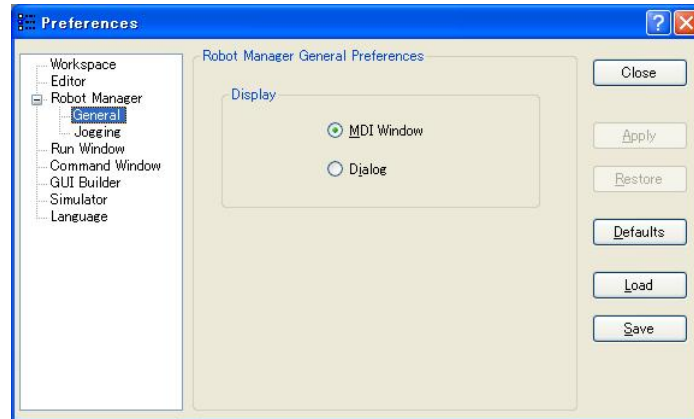 Preferences
Workspace
Editor
Robot Manager
General
Jogging
Run Window
Command Window
GUI Builder
Simulator
Language
Robot Manager General Preferences
Display
MDI Window
Dialog
Close
Apply
Restore
Defaults
Load
Save